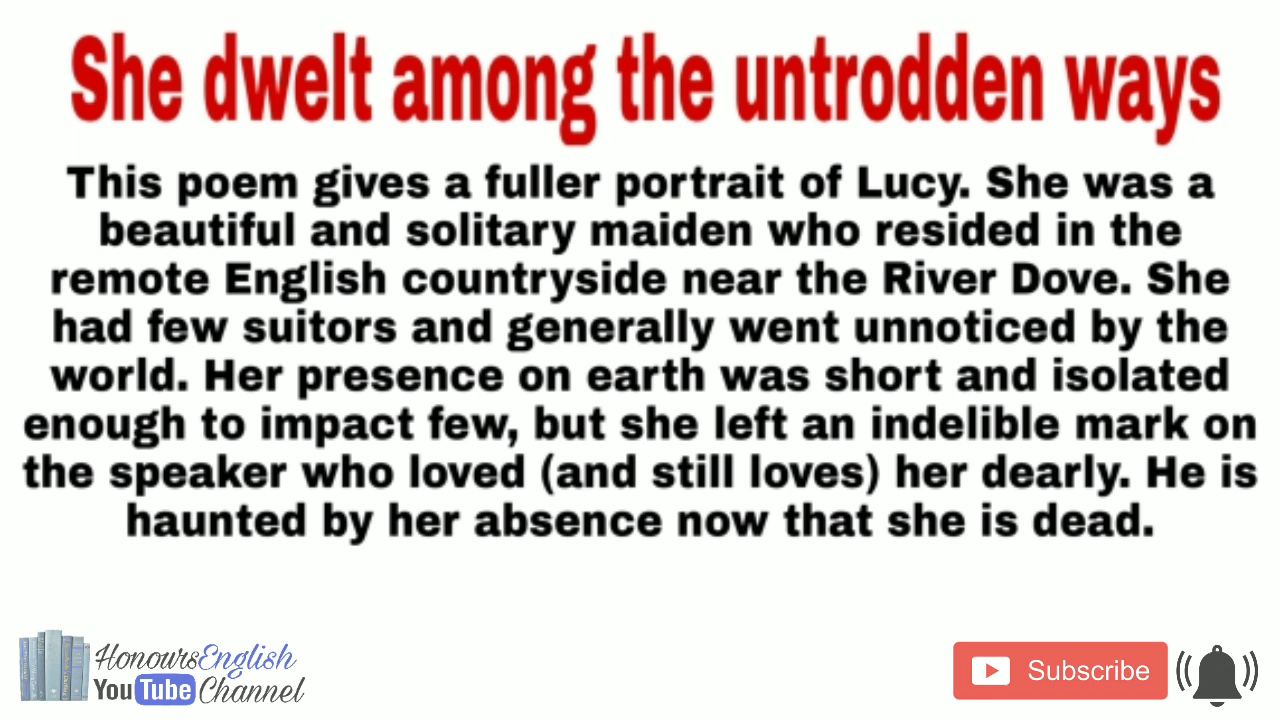 She dwelt among the untrodden ways
This poem gives a fuller portrait of Lucy. She was a
beautiful and solitary maiden who resided in the
remote English countryside near the River Dove. She
had few suitors and generally went unnoticed by the
world. Her presence on earth was short and isolated
enough to impact few, but she left an indelible mark on
the speaker who loved (and still loves) her dearly. He is
haunted by her absence now that she is dead.
HonoursEnglish
YouTube Channel
Subscribe